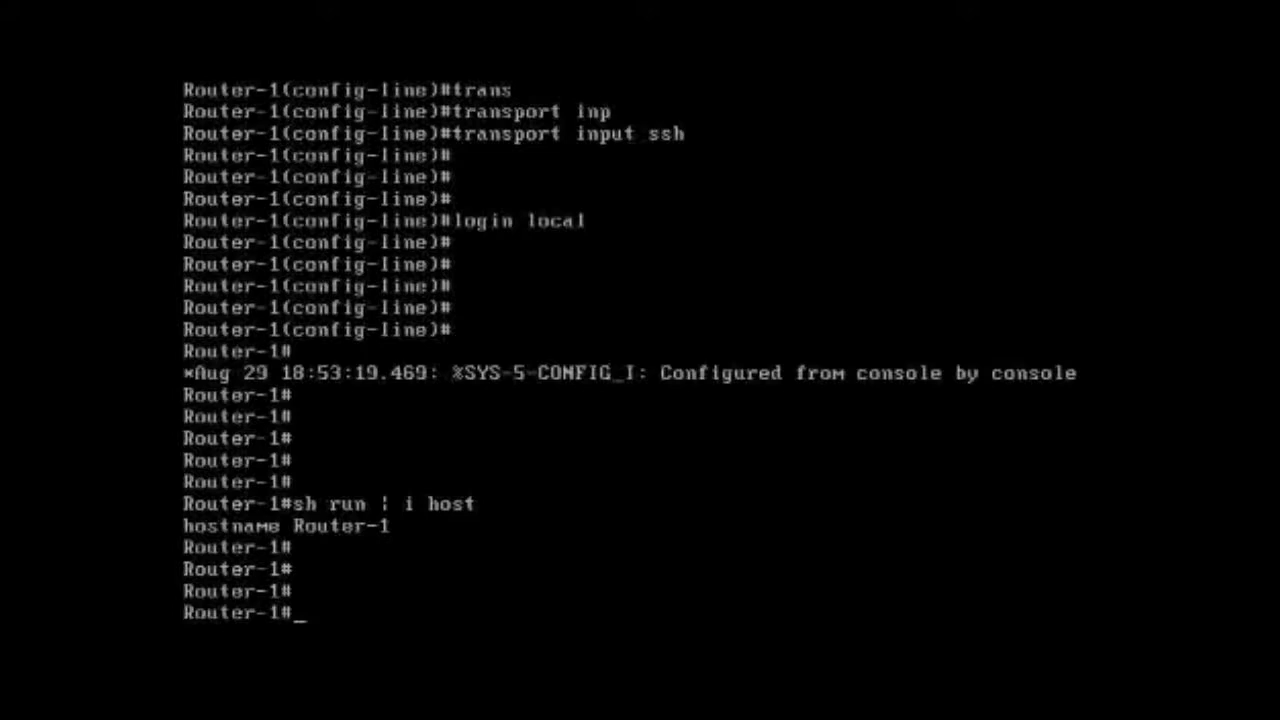 Router-1(config-line)#trans
Router-1(config-line)#transport inp
Router-1(config-line)#transport input ssh
Router-1(config-line)#
Router-1(config-line)#
Router-1(config-line)#
Router-1(config-line)#login local
Router-1(config-line)#
Router-1(config-line)#
Router-1(config-line)#
Router-1(config-line)#
Router-1(config-line)#
Router-1#
*Aug 29 18:53:19.469: %SYS-5-CONFIG_I: Configured from console by console
Router-1#
Router-1#
Router-1#
Router-1#
Router-1#
Router-1#sh run | i host
hostname Router-1
Router-1#
Router-1#
Router-1#
Router-1#_